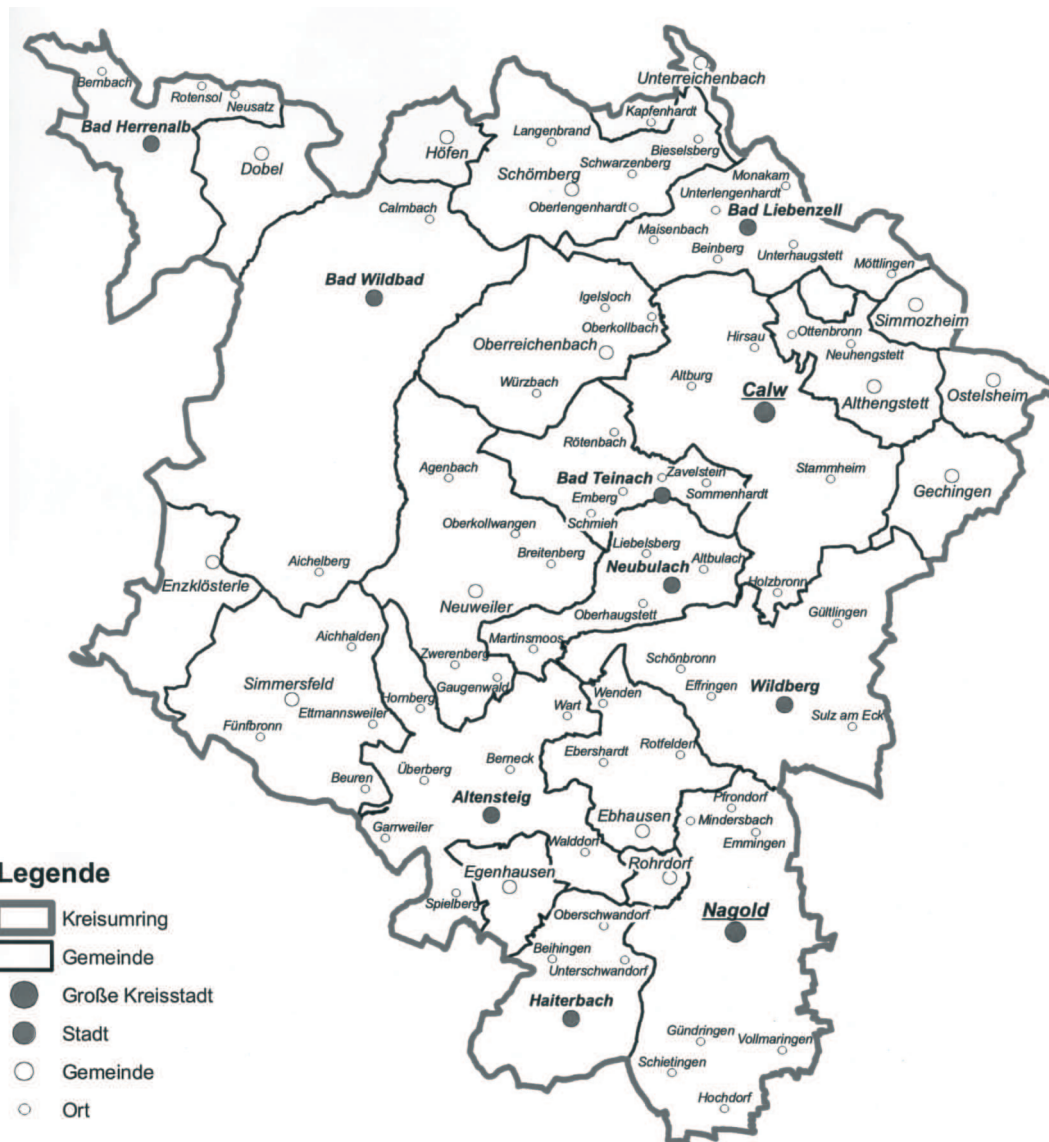 Unterreichenbach
Bernbach
Rotensol
Neusatz
Kapfenhardt
Bad Herrenalb
Langenbrand
Höfen
Bieselsberg
Dobel
Schwarzenberg
Schömberg
Monakam
Unterlengenhardt
Oberlengenhardt
Calmbach
Bad Liebenzell
Maisenbach
Beinberg
Unterhaugstett
Möttlingen
Bad Wildbad
Igelsloch
Simmozheim
Oberkollbach
Hirsau
Ottenbronn
Oberreichenbach
Neuhengstett
Würzbach
Altburg
Calw
Althengstett
Ostelsheim
Rötenbach
Agenbach
Bad Teinach
Zavelstein
Stammheim
Emberg
Sommenhardt
Gechingen
Schmieh
Oberkollwangen
Liebelsberg
Breitenberg
Aichelberg
Neubulach
Altbulach
Enzklösterle
Holzbronn
Neuweiler
Oberhaugstett
Gültlingen
Aichhalden
Martinsmoos
Zwerenberg
Schönbronn
Simmersfeld
Gaugenwald
Hornberg
Wenden
Effringen
Wildberg
Ettmannsweiler
Wart
Fünfbronn
Sulz am Eck
Ebershardt
Rotfelden
Beuren
Überberg
Berneck
Altensteig
Pfrondorf
Ebhausen
Mindersbach
Garrweiler
Walddorf
Emmingen
Egenhausen
Rohrdorf
Spielberg
Oberschwandorf
Nagold
Beihingen
Unterschwandorf
Haiterbach
Gündringen
Vollmaringen
Schietingen
Hochdorf
Legende
Kreisumring
Gemeinde
Große Kreisstadt
Stadt
Gemeinde
Ort